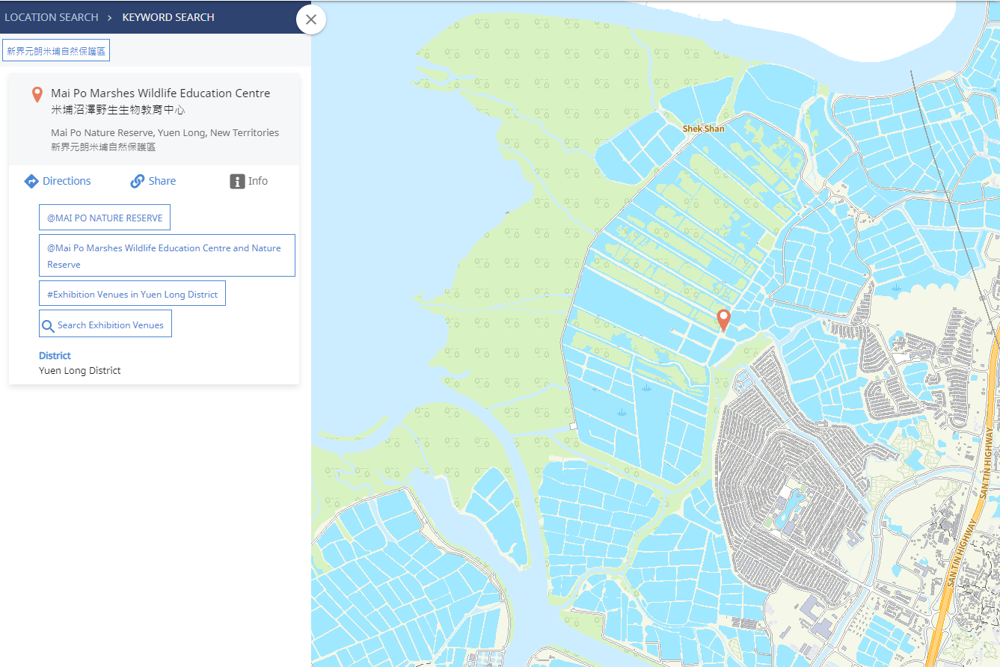 LOCATION SEARCH › KEYWORD SEARCH
新界元朗米埔自然保護區
Mai Po Marshes Wildlife Education Centre
米埔沼澤野生生物教育中心
Mai Po Nature Reserve, Yuen Long, New Territories
新界元朗米埔自然保護區
Directions Share Info
@MAI PO NATURE RESERVE
@Mai Po Marshes Wildlife Education Centre and Nature
Reserve
#Exhibition Venues in Yuen Long District
Search Exhibition Venues
District
Yuen Long District
Shek Shan
SAN TIN HIGHWAY
SAN TIN HIGHWAY